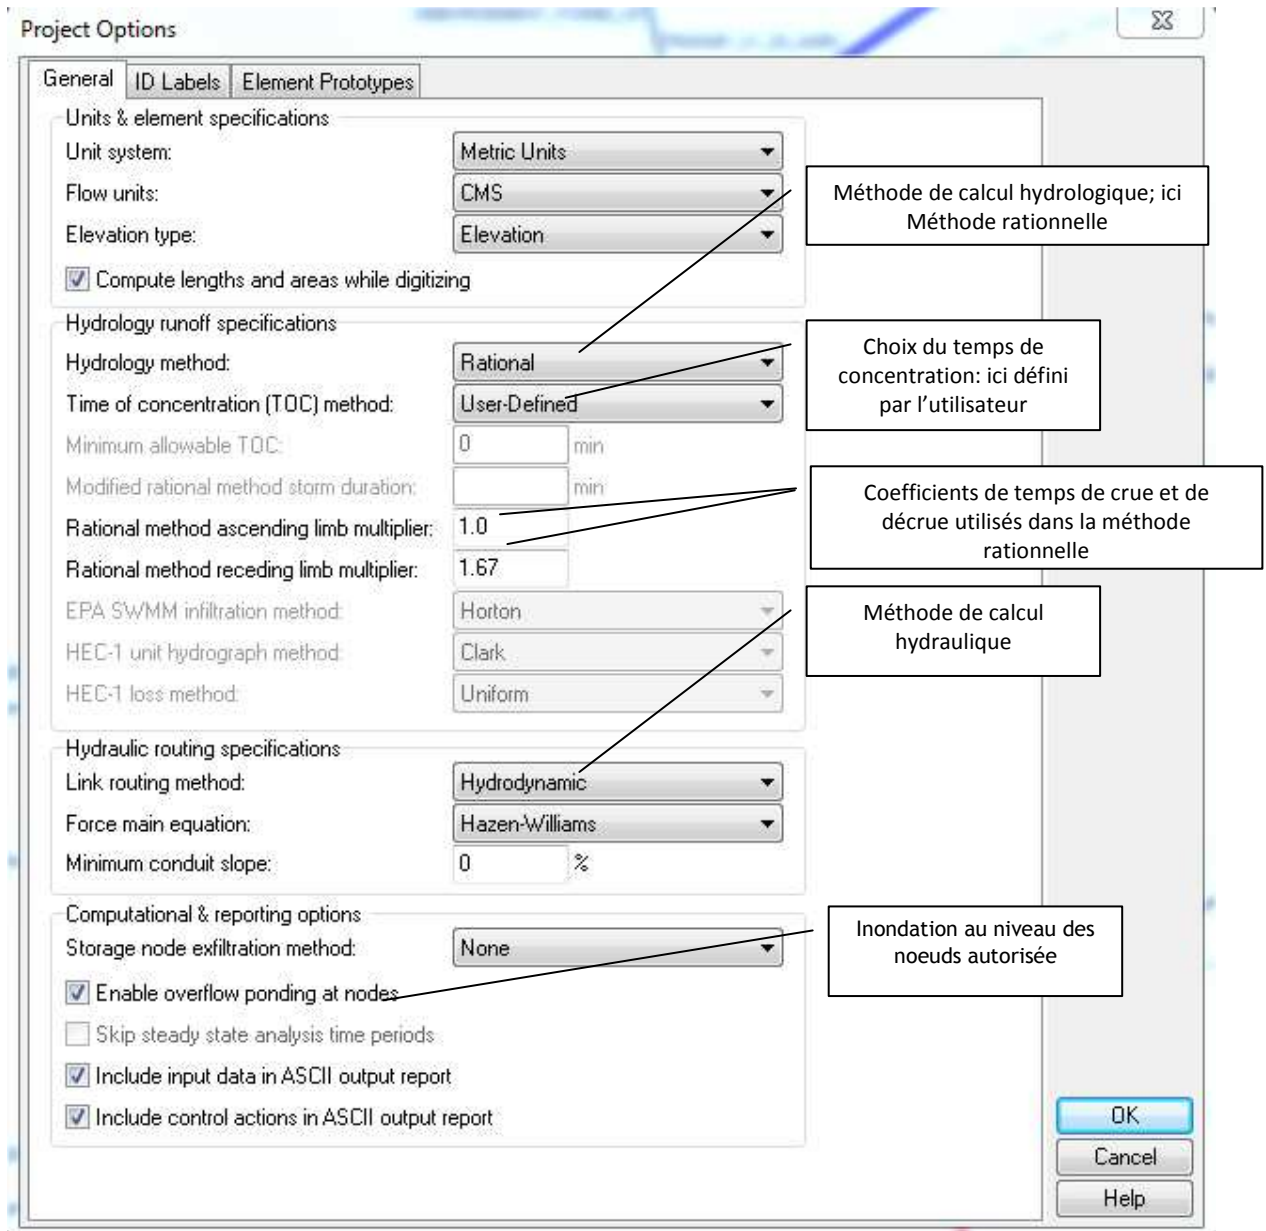 Project Options
General
ID Labels
Element Prototypes
Units & element specifications
Unit system:
Metric Units
Flow units:
CMS
Elevation type:
Elevation
Compute lengths and areas while digitizing
Méthode de calcul hydrologique; ici
Méthode rationnelle
Hydrology runoff specifications
Hydrology method:
Rational
Time of concentration (TOC) method:
User-Defined
Choix du temps de
concentration: ici défini
par l’utilisateur
Minimum allowable TOC:
0
min
Modified rational method storm duration:
min
Rational method ascending limb multiplier:
1.0
Rational method receding limb multiplier:
1.67
Coefficients de temps de crue et de
décrue utilisés dans la méthode
rationnelle
EPA SWMM infiltration method:
Horton
HEC-1 unit hydrograph method:
Clark
HEC-1 loss method:
Uniform
Méthode de calcul
hydraulique
Hydraulic routing specifications
Link routing method:
Hydrodynamic
Force main equation:
Hazen-Williams
Minimum conduit slope:
0
%
Computational & reporting options
Storage node exfiltration method:
None
Inondation au niveau des
noeuds autorisée
Enable overflow ponding at nodes
Skip steady state analysis time periods
Include input data in ASCII output report
Include control actions in ASCII output report
OK
Cancel
Help